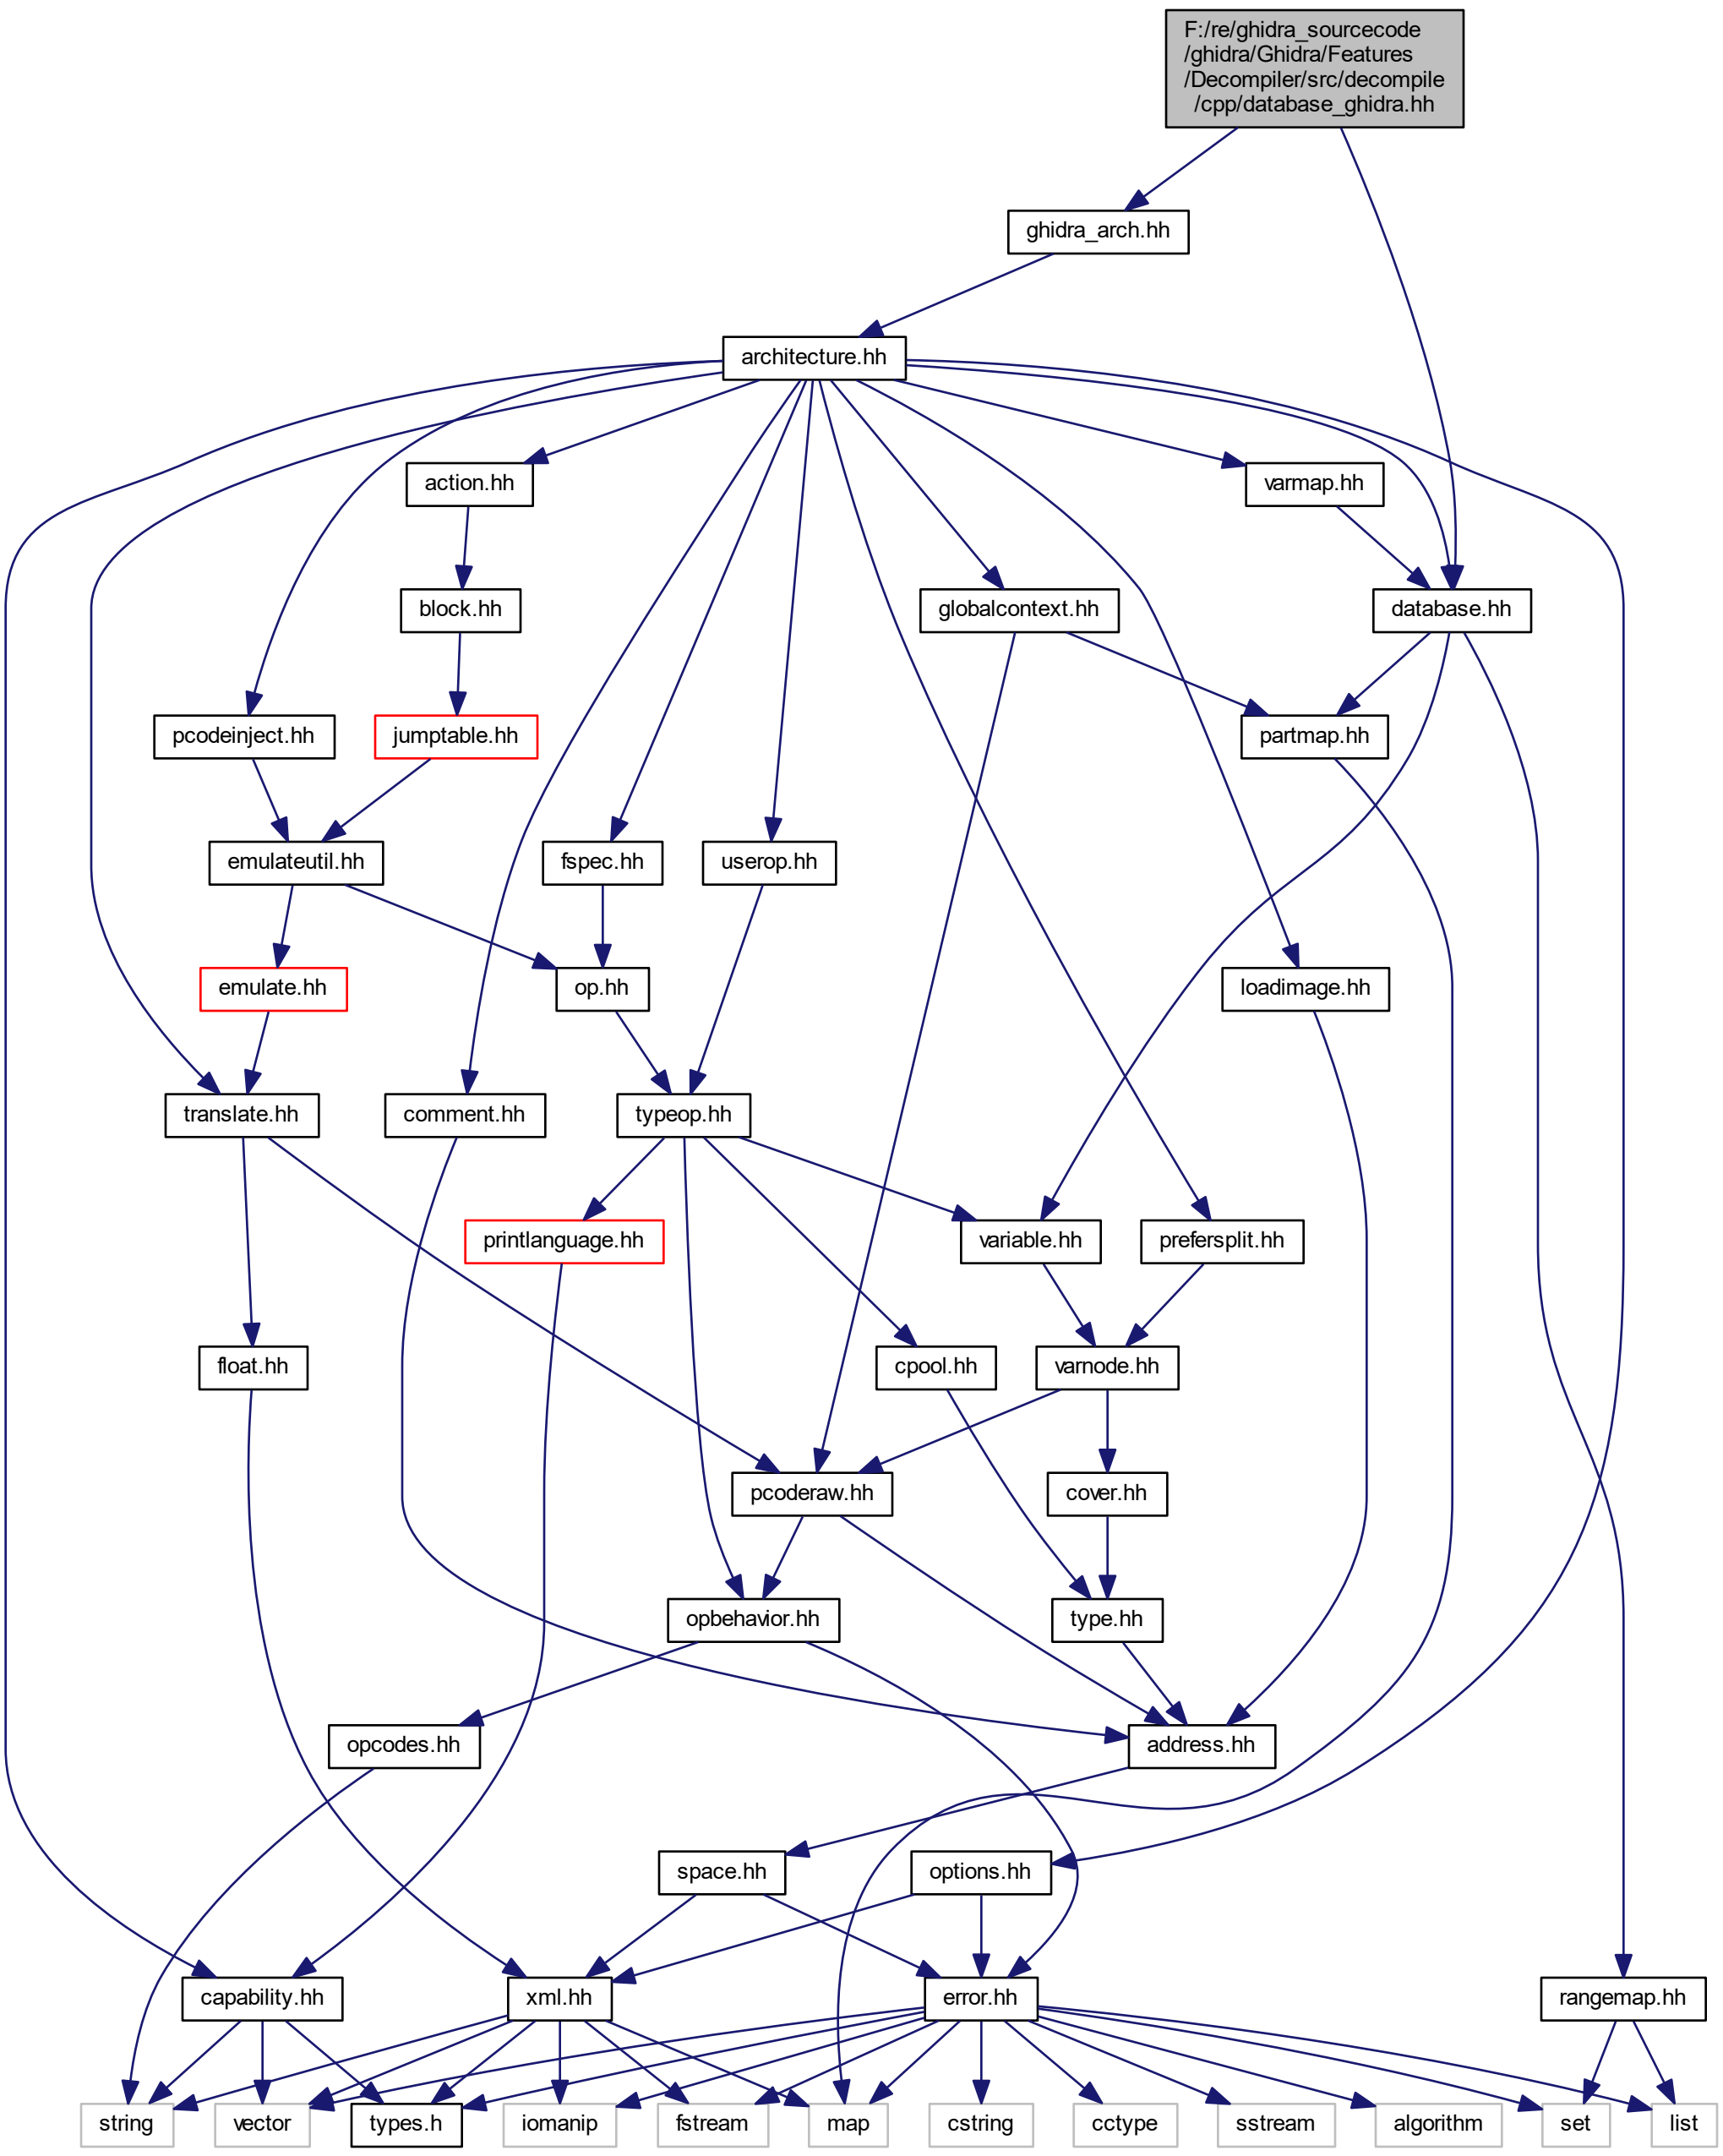 F:/re/ghidra_sourcecode
/ghidra/Ghidra/Features
/Decompiler/src/decompile
/cpp/database_ghidra.hh
ghidra_arch.hh
architecture.hh
action.hh
varmap.hh
block.hh
globalcontext.hh
database.hh
pcodeinject.hh
jumptable.hh
partmap.hh
emulateutil.hh
fspec.hh
userop.hh
emulate.hh
op.hh
loadimage.hh
translate.hh
comment.hh
typeop.hh
printlanguage.hh
variable.hh
prefersplit.hh
float.hh
cpool.hh
varnode.hh
pcoderaw.hh
cover.hh
opbehavior.hh
type.hh
opcodes.hh
address.hh
space.hh
options.hh
capability.hh
xml.hh
error.hh
rangemap.hh
string
vector
types.h
iomanip
fstream
map
cstring
cctype
sstream
algorithm
set
list